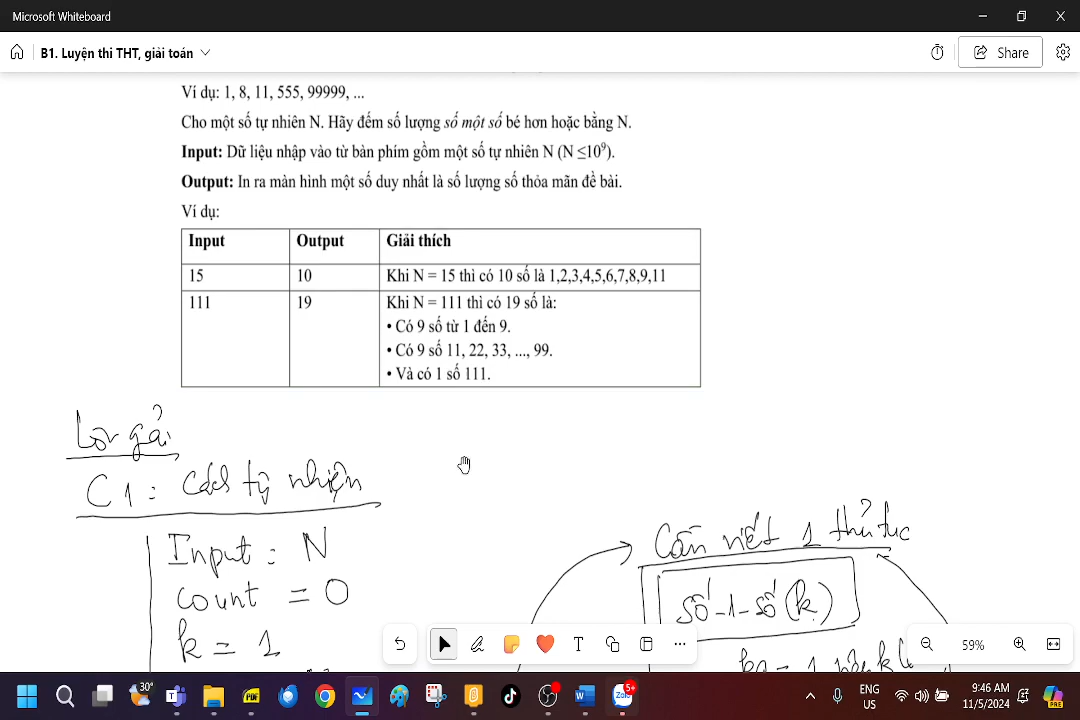 Microsoft Whiteboard
B1. Luyện thi THT, giải toán
Share
Ví dụ: 1, 8, 11, 555, 99999, ...
Cho một số tự nhiên N. Hãy đếm số lượng số một số bé hơn hoặc bằng N.
Input: Dữ liệu nhập vào từ bàn phím gồm một số tự nhiên N (N ≤10⁹).
Output: In ra màn hình một số duy nhất là số lượng số thỏa mãn đề bài.
Ví dụ:
Input Output Giải thích
15 10 Khi N = 15 thì có 10 số là 1,2,3,4,5,6,7,8,9,11
111 19 Khi N = 111 thì có 19 số là:
• Có 9 số từ 1 đến 9.
• Có 9 số 11, 22, 33, ..., 99.
• Và có 1 số 111.
Lời giải
C1: Cách tự nhiên
Input: N
count = 0
k = 1
Cần viết 1 thủ tục
số-1-số(k)
59%
30°
PDF
5+
ENG
US
9:46 AM
11/5/2024
PRE